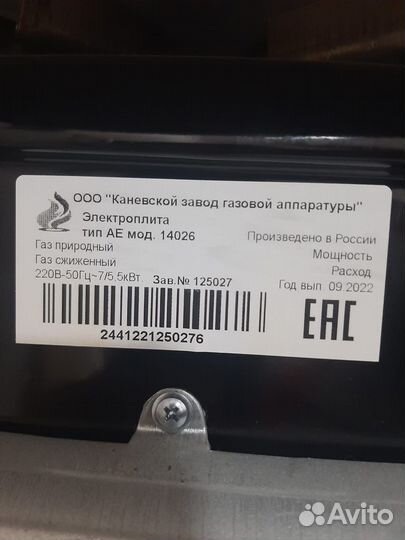 ООО "Каневской завод газовой аппаратуры"
Электроплита
тип АЕ мод. 14026
Произведено в России
Газ природный
Мощность
Газ сжиженный
Расход
220В-50Гц~7/5,5кВт Зав.№ 125027
Год вып 09.2022
2441221250276
EAC
Avito